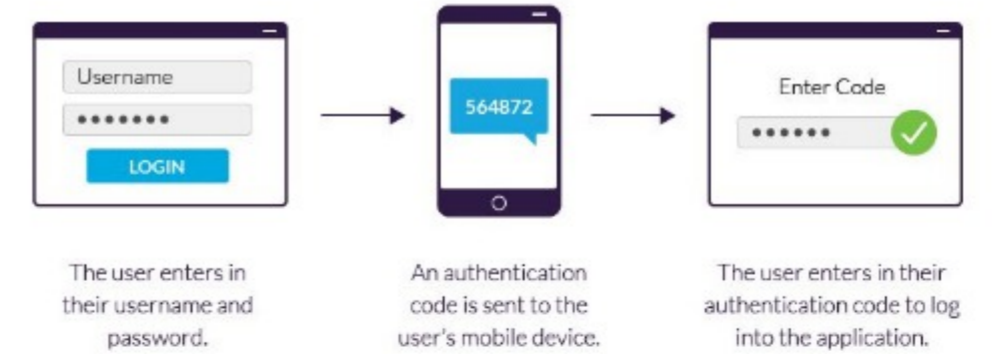 Username
LOGIN
564872
Enter Code
The user enters in
their username and
password.
An authentication
code is sent to the
user's mobile device.
The user enters in their
authentication code to log
into the application.